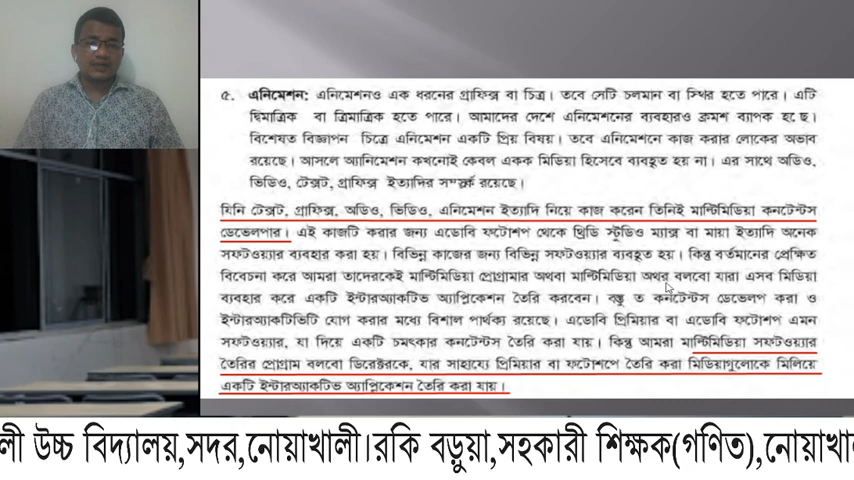 ৫. এনিমেশন: এনিমেশনও এক ধরনের গ্রাফিক্স বা চিত্র। তবে সেটি চলমান বা স্থির হতে পারে। এটি
দ্বিমাত্রিক বা ত্রিমাত্রিক হতে পারে। আমাদের দেশে এনিমেশনের ব্যবহারও ক্রমশ ব্যাপক হ ছে।
বিশেষত বিজ্ঞাপন চিত্রে এনিমেশন একটি প্রিয় বিষয়। তবে এনিমেশনে কাজ করার লোকের অভাব
রয়েছে। আসলে অ্যানিমেশন কখনোই কেবল একক মিডিয়া হিসেবে ব্যবহূত হয় না। এর সাথে অডিও,
ভিডিও, টেক্সট, গ্রাফিক্স ইত্যাদির সম্পর্ক রয়েছে।
যিনি টেক্সট, গ্রাফিক্স, অডিও, ভিডিও, এনিমেশন ইত্যাদি নিয়ে কাজ করেন তিনিই মাল্টিমিডিয়া কনটেন্টস
ডেভেলপার। এই কাজটি করার জন্য এডোবি ফটোশপ থেকে থ্রিডি স্টুডিও ম্যাক্স বা মায়া ইত্যাদি অনেক
সফটওয়্যার ব্যবহার করা হয়। বিভিন্ন কাজের জন্য বিভিন্ন সফটওয়্যার ব্যবহূত হয়। কিন্তু বর্তমানের প্রেক্ষিত
বিবেচনা করে আমরা তাদেরকেই মাল্টিমিডিয়া প্রোগ্রামার অথবা মাল্টিমিডিয়া অথর বলবো যারা এসব মিডিয়া
ব্যবহার করে একটি ইন্টারঅ্যাকটিভ অ্যাপ্লিকেশন তৈরি করবেন। বস্তু ত কনটেন্টস ডেভেলপ করা ও
ইন্টারঅ্যাকটিভিটি যোগ করার মধ্যে বিশাল পার্থক্য রয়েছে। এডোবি প্রিমিয়ার বা এডোবি ফটোশপ এমন
সফটওয়্যার, যা দিয়ে একটি চমৎকার কনটেন্টস তৈরি করা যায়। কিন্তু আমরা মাল্টিমিডিয়া সফটওয়্যার
তৈরির প্রোগ্রাম বলবো ডিরেক্টরকে, যার সাহায্যে প্রিমিয়ার বা ফটোশপে তৈরি করা মিডিয়াগুলোকে মিলিয়ে
একটি ইন্টারঅ্যাকটিভ অ্যাপ্লিকেশন তৈরি করা যায়।
লী উচ্চ বিদ্যালয়,সদর,নোয়াখালী।রকি বড়ুয়া,সহকারী শিক্ষক(গণিত),নোয়াখা